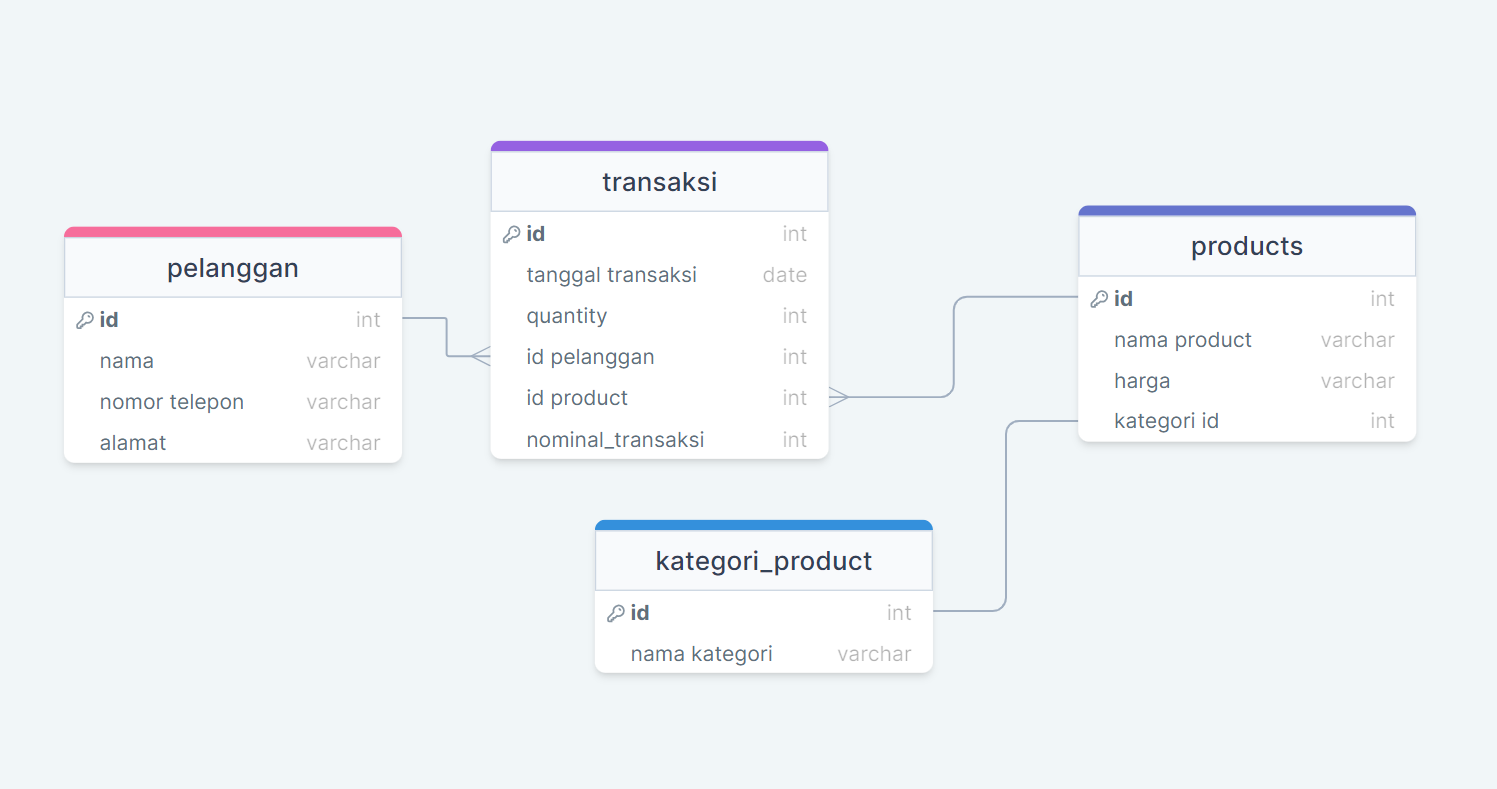 pelanggan
id int
nama varchar
nomor telepon varchar
alamat varchar
transaksi
id int
tanggal transaksi date
quantity int
id pelanggan int
id product int
nominal_transaksi int
products
id int
nama product varchar
harga varchar
kategori id int
kategori_product
id int
nama kategori varchar